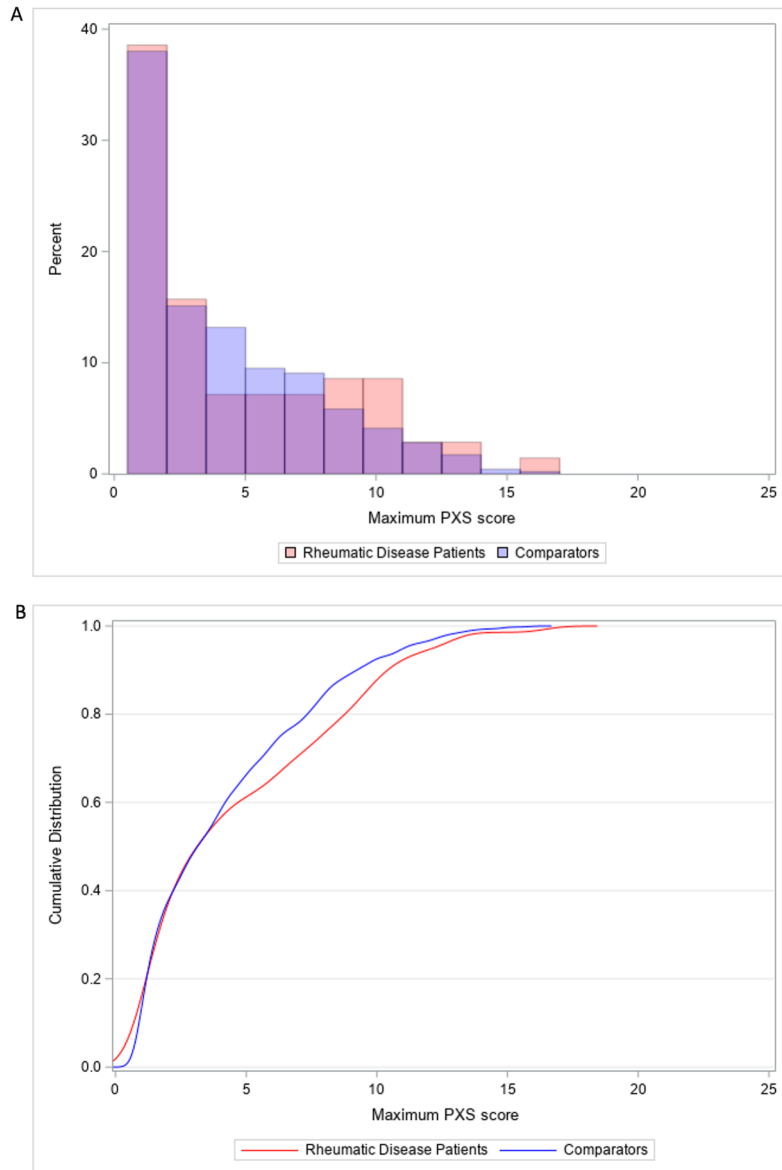 A
40
30
20
10
0
Percent
0 5 10 15 20 25
Maximum PXS score
Rheumatic Disease Patients Comparators
B
1.0
0.8
0.6
0.4
0.2
0.0
Cumulative Distribution
0 5 10 15 20 25
Maximum PXS score
Rheumatic Disease Patients Comparators